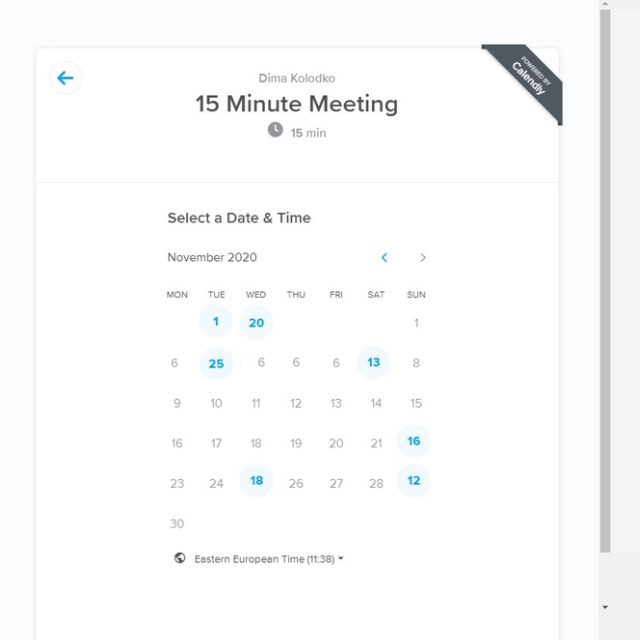 POWERED BY
Calendly
Dima Kolodko
15 Minute Meeting
15 min
Select a Date & Time
November 2020
MON TUE WED THU FRI SAT SUN
1 20 1
6 25 6 6 6 13 8
9 10 11 12 13 14 15
16 17 18 19 20 21 16
23 24 18 26 27 28 12
30
Eastern European Time (11:38)